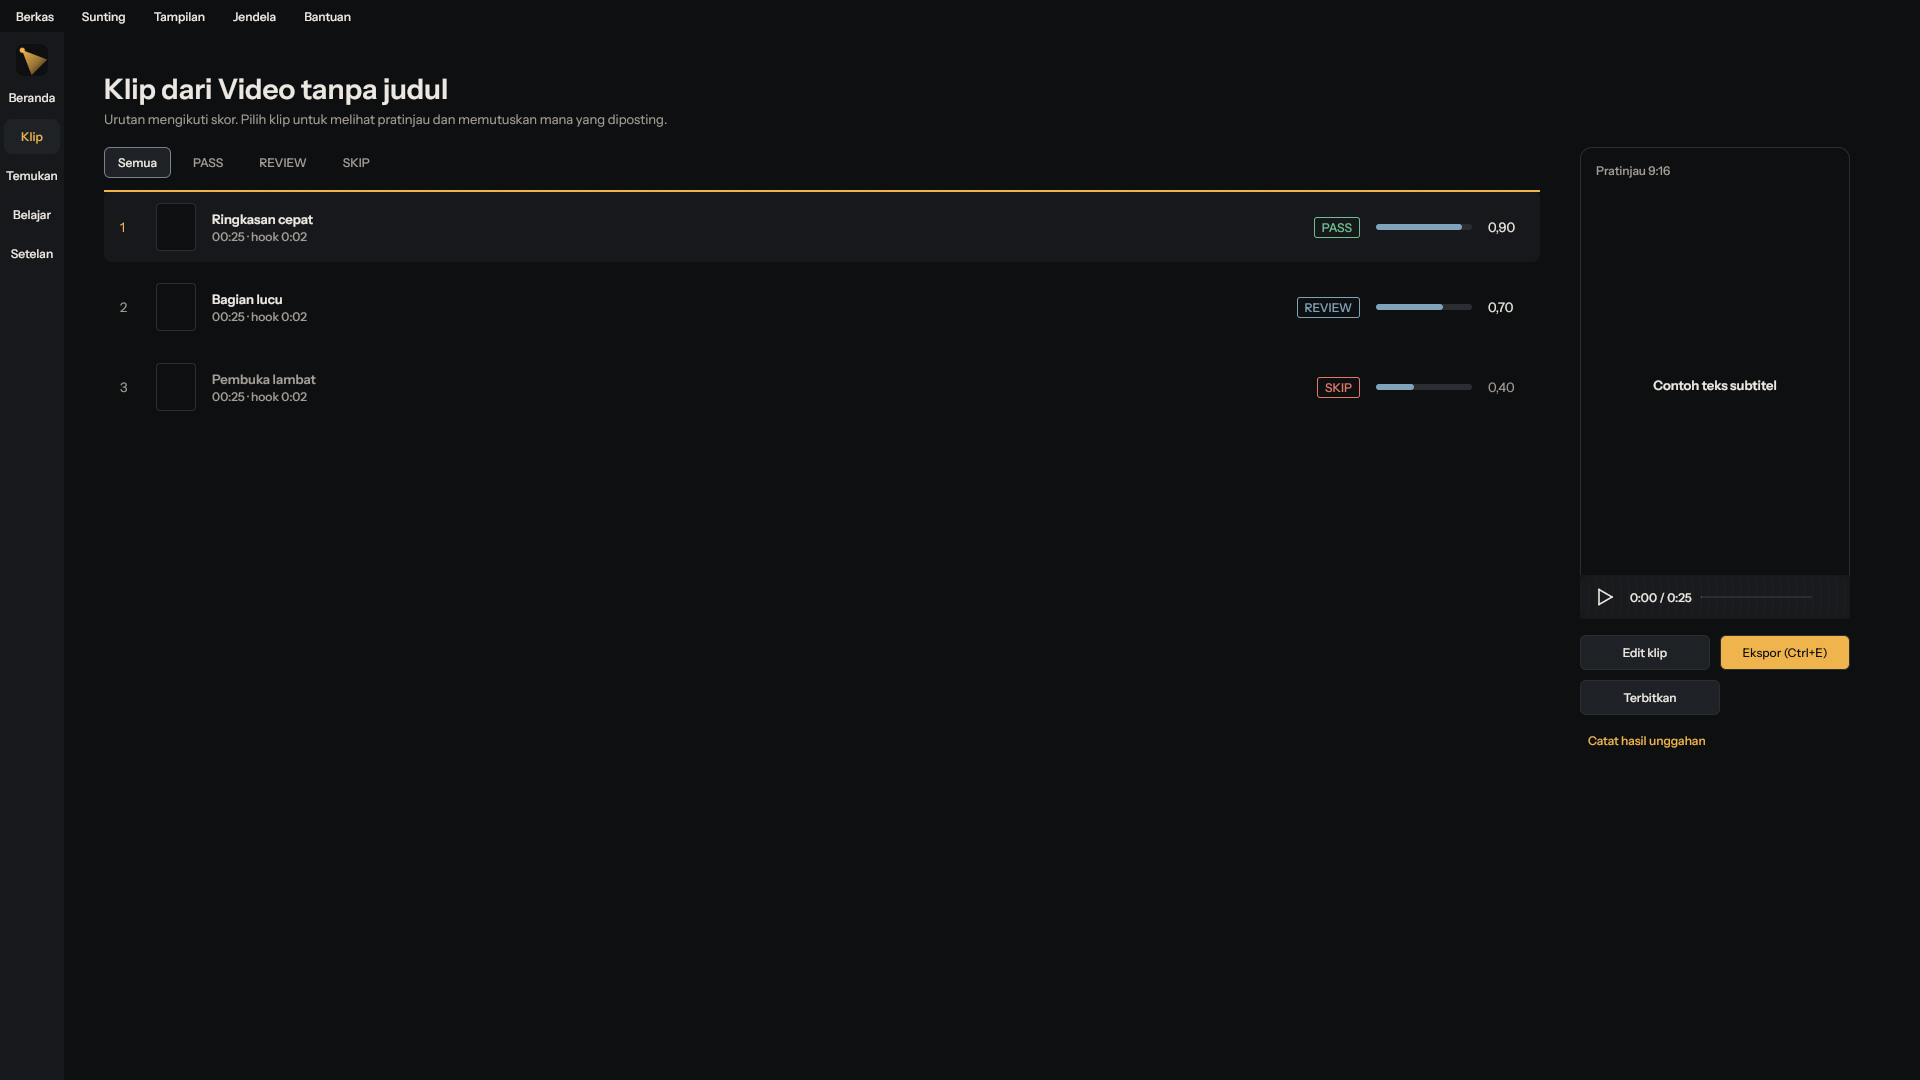 Berkas Sunting Tampilan Jendela Bantuan
Beranda
Klip
Temukan
Belajar
Setelan
Klip dari Video tanpa judul
Urutan mengikuti skor. Pilih klip untuk melihat pratinjau dan memutuskan mana yang diposting.
Semua PASS REVIEW SKIP
1 Ringkasan cepat PASS 0,90
00:25 · hook 0:02
2 Bagian lucu REVIEW 0,70
00:25 · hook 0:02
3 Pembuka lambat SKIP 0,40
00:25 · hook 0:02
Pratinjau 9:16
Contoh teks subtitel
0:00 / 0:25
Edit klip Ekspor (Ctrl+E)
Terbitkan
Catat hasil unggahan